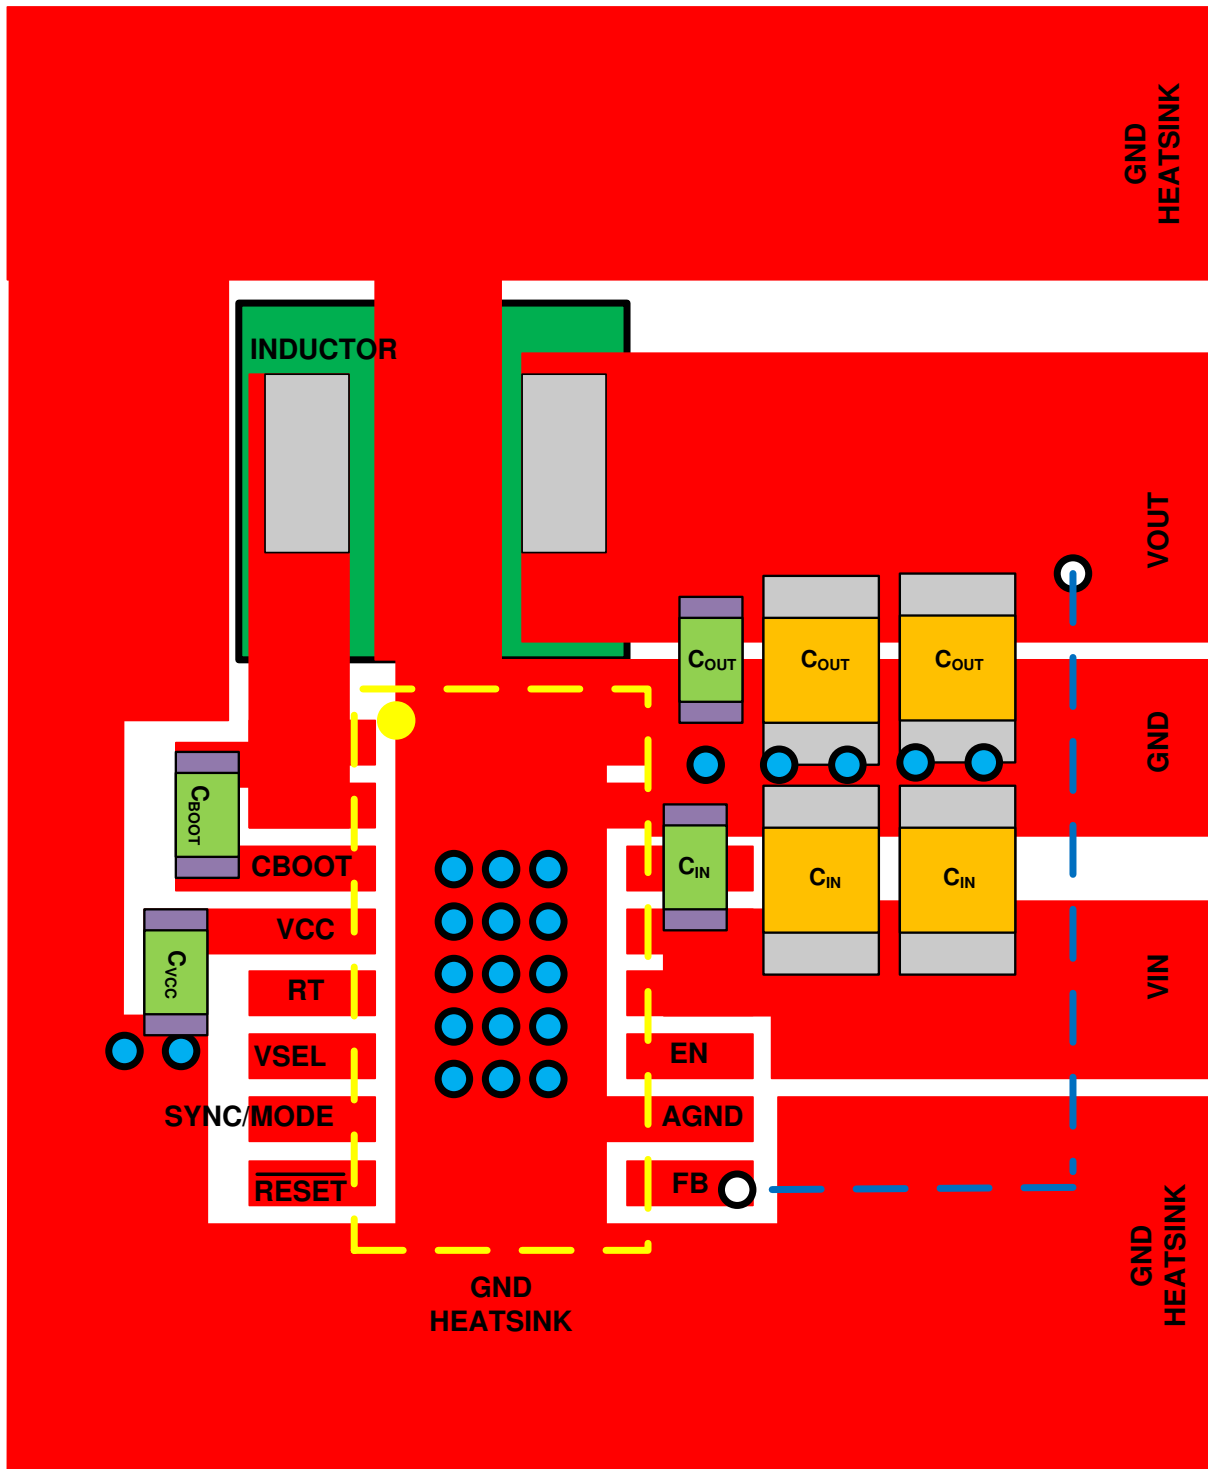 GND
HEATSINK
INDUCTOR
VOUT
COUT
COUT
COUT
GND
CBOOT
CBOOT
CIN
CIN
CIN
VCC
CVCC
RT
VIN
VSEL
EN
SYNC/MODE
AGND
RESET
FB
GND
HEATSINK
GND
HEATSINK